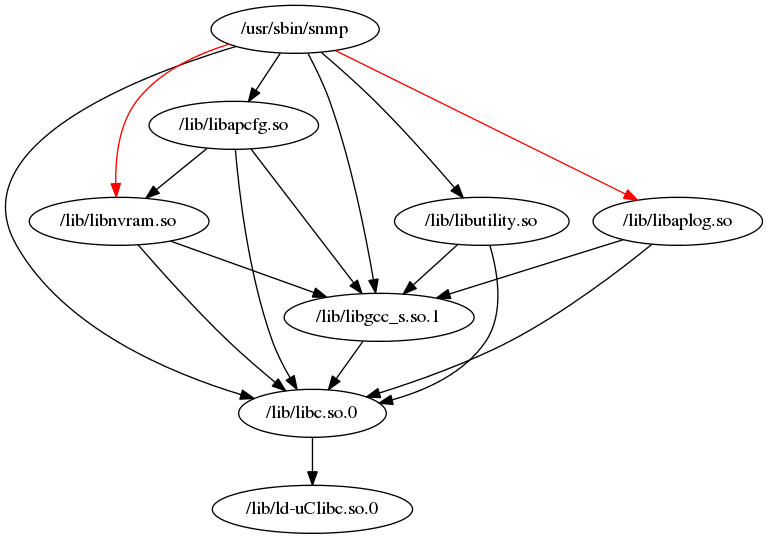 /usr/sbin/snmp
/lib/libapcfg.so
/lib/libnvram.so
/lib/libutility.so
/lib/libaplog.so
/lib/libgcc_s.so.1
/lib/libc.so.0
/lib/ld-uClibc.so.0